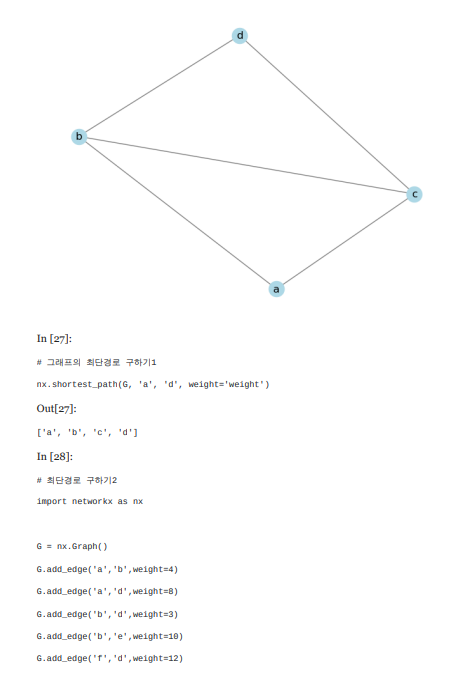 d
b
c
a
In [27]:
# 그래프의 최단경로 구하기1
nx.shortest_path(G, 'a', 'd', weight='weight')
Out[27]:
['a', 'b', 'c', 'd']
In [28]:
# 최단경로 구하기2
import networkx as nx
G = nx.Graph()
G.add_edge('a','b',weight=4)
G.add_edge('a','d',weight=8)
G.add_edge('b','d',weight=3)
G.add_edge('b','e',weight=10)
G.add_edge('f','d',weight=12)